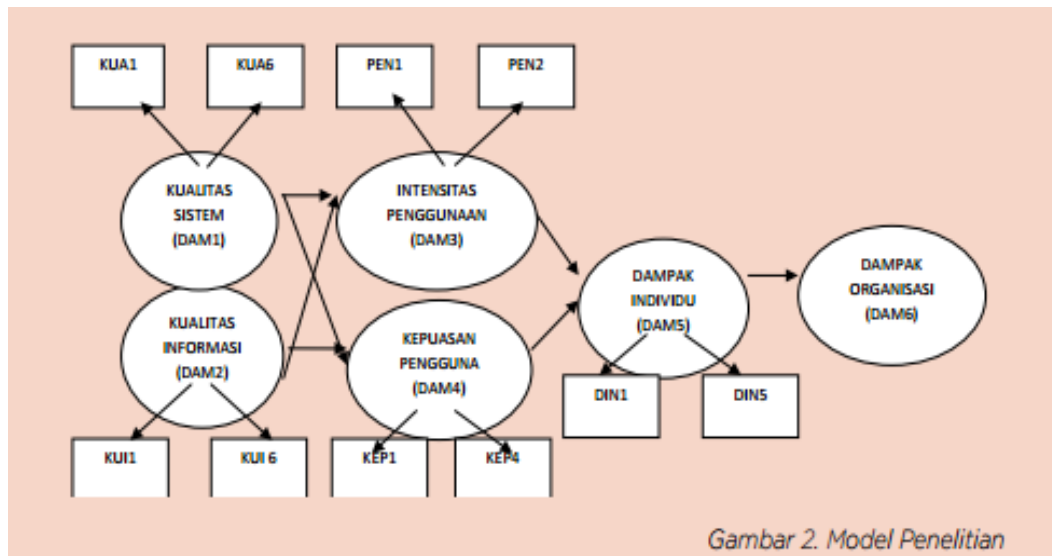 KUA1
KUA6
PEN1
PEN2
KUALITAS
SISTEM
(DAM1)
INTENSITAS
PENGGUNAAN
(DAM3)
KUALITAS
INFORMASI
(DAM2)
KEPUASAN
PENGGUNA
(DAM4)
DAMPAK
INDIVIDU
(DAM5)
DAMPAK
ORGANISASI
(DAM6)
DIN1
DIN5
KUI1
KUI 6
KEP1
KEP4
Gambar 2. Model Penelitian